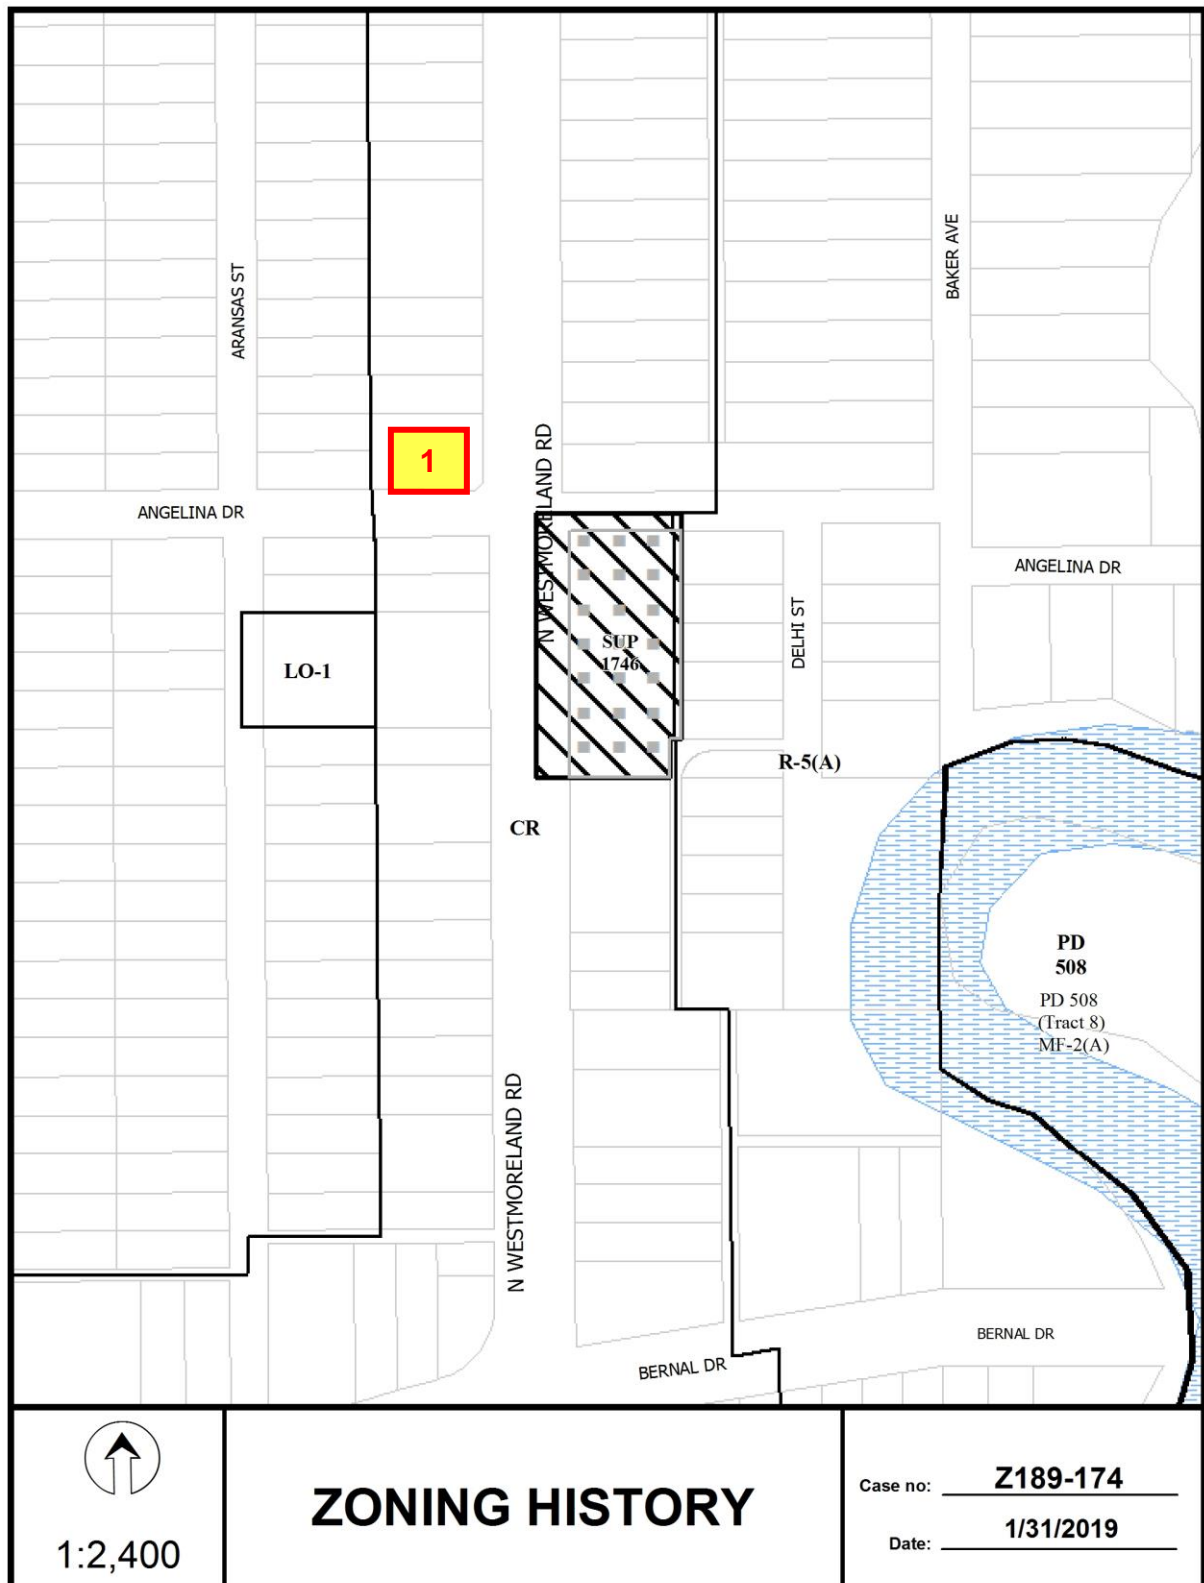 ARANSAS ST
BAKER AVE
1
N WESTMORELAND RD
ANGELINA DR
ANGELINA DR
DELHI ST
SUP
1746
LO-1
R-5(A)
CR
PD
508
PD 508
(Tract 8)
MF-2(A)
N WESTMORELAND RD
BERNAL DR
BERNAL DR
1:2,400
ZONING HISTORY
Case no: Z189-174
Date: 1/31/2019